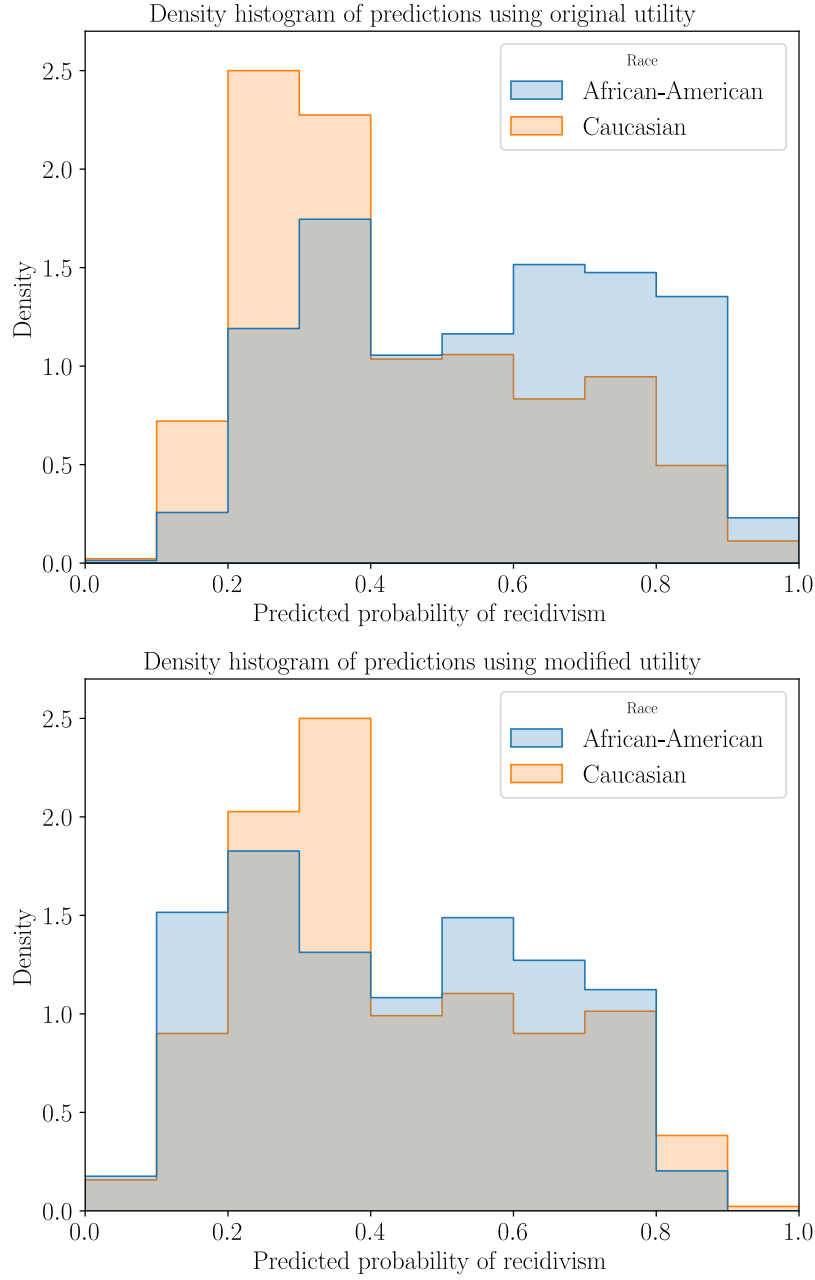 Density histogram of predictions using original utility
Race
African-American
Caucasian
2.5
2.0
1.5
1.0
0.5
0.0
Density
0.0 0.2 0.4 0.6 0.8 1.0
Predicted probability of recidivism
Density histogram of predictions using modified utility
Race
African-American
Caucasian
2.5
2.0
1.5
1.0
0.5
0.0
Density
0.0 0.2 0.4 0.6 0.8 1.0
Predicted probability of recidivism